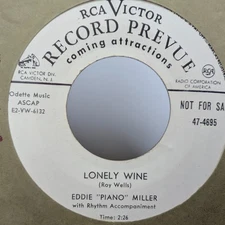 RCA VICTOR
RECORD PREVUE
coming attractions
RCA VICTOR Div.
CAMDEN, N. J.
RADIO CORPORATION
OF AMERICA
Odette Music
ASCAP
E2-VW-6132
NOT FOR SA
47-4695
LONELY WINE
(Roy Wells)
EDDIE "PIANO" MILLER
with Rhythm Accompaniment
Time: 2:26